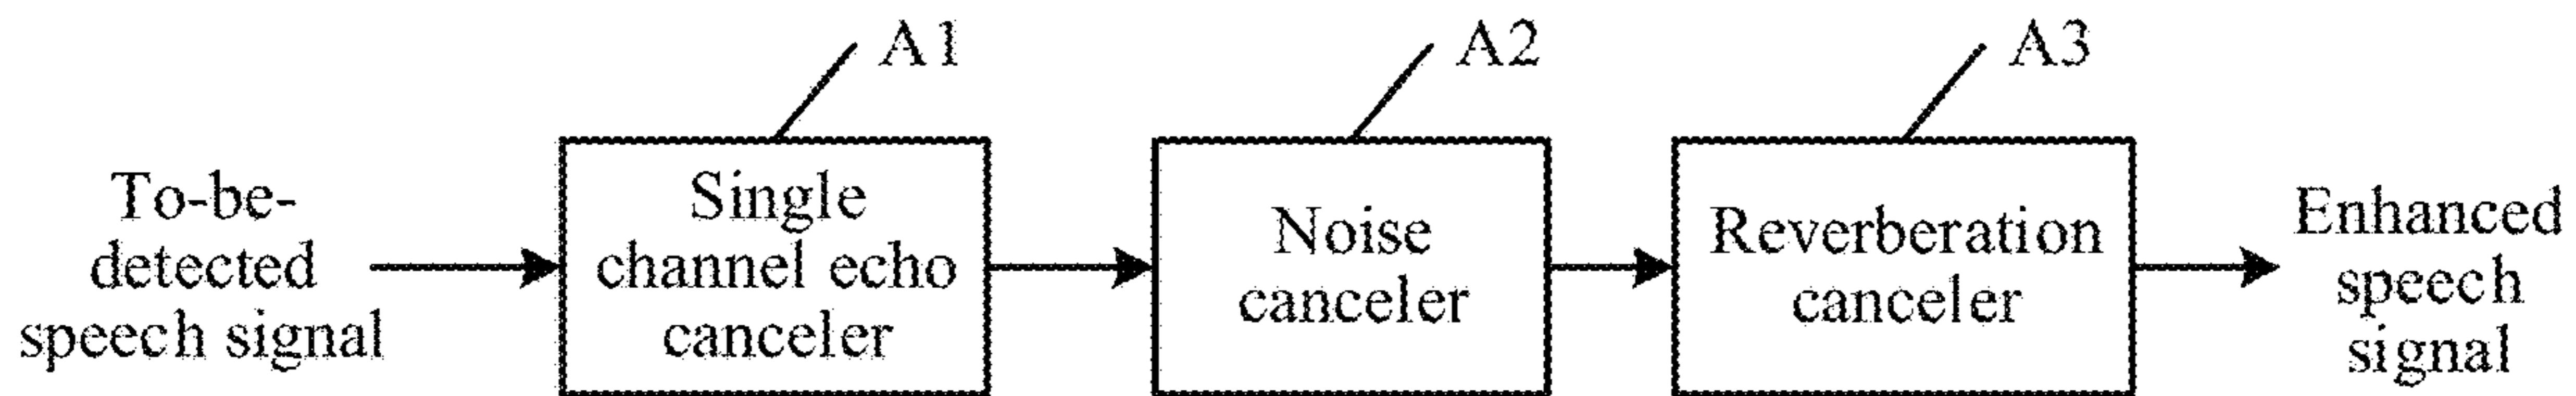 A1
A2
A3
To-be-
detected
speech signal
Single
channel echo
canceler
Noise
canceler
Reverberation
canceler
Enhanced
speech
signal